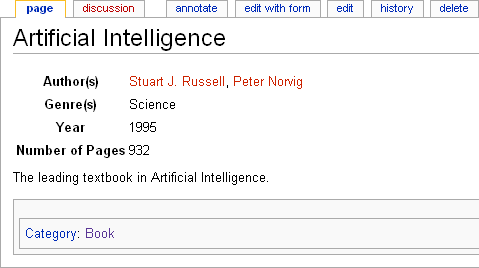 page discussion annotate edit with form edit history delete
Artificial Intelligence
Author(s) Stuart J. Russell, Peter Norvig
Genre(s) Science
Year 1995
Number of Pages 932
The leading textbook in Artificial Intelligence.
Category: Book